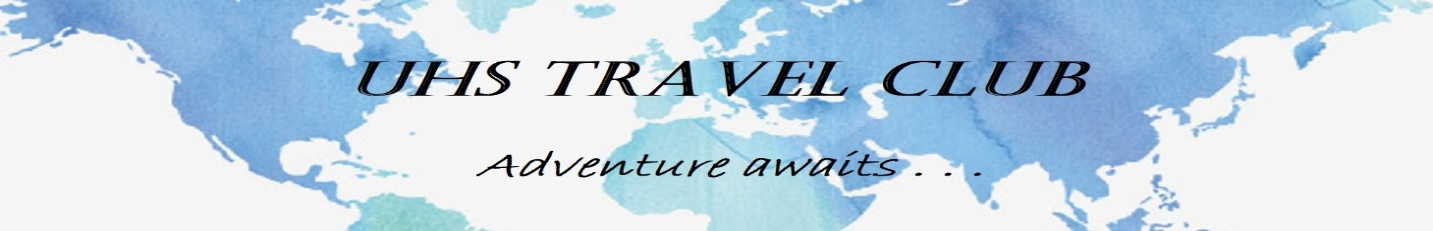 UHS TRAVEL CLUB
Adventure awaits . . .